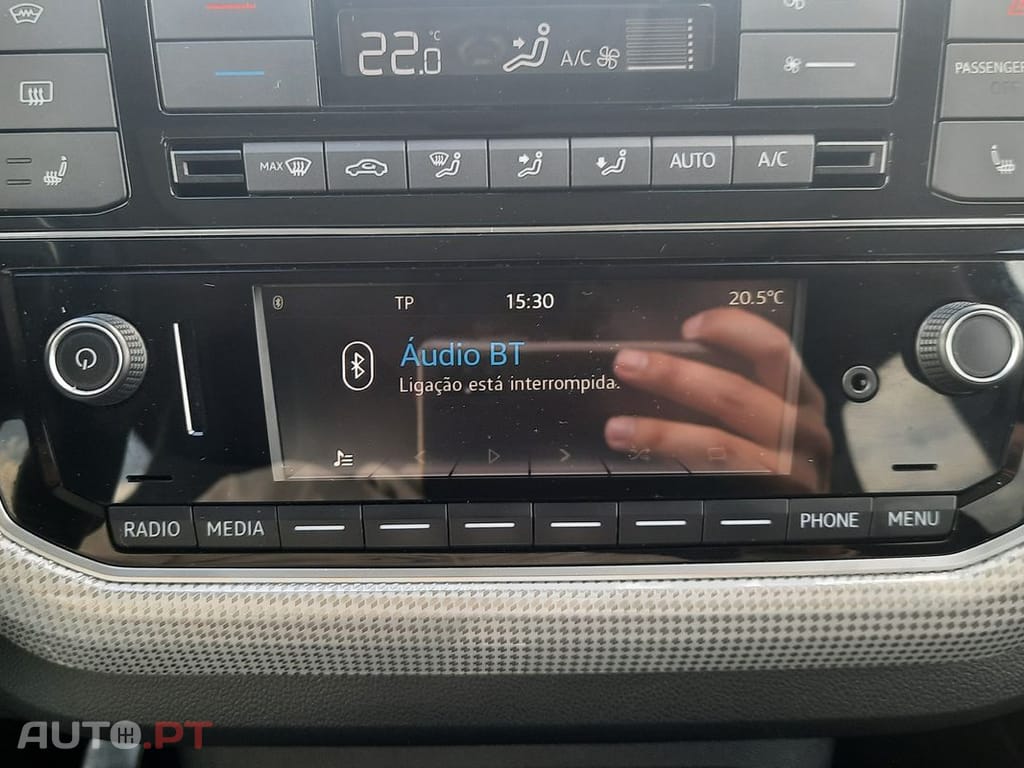 22.0 °C
A/C
PASSENGER
OFF
MAX
AUTO
A/C
TP 15:30 20.5°C
Áudio BT
Ligação está interrompida.
RADIO MEDIA PHONE MENU
AUTO.PT